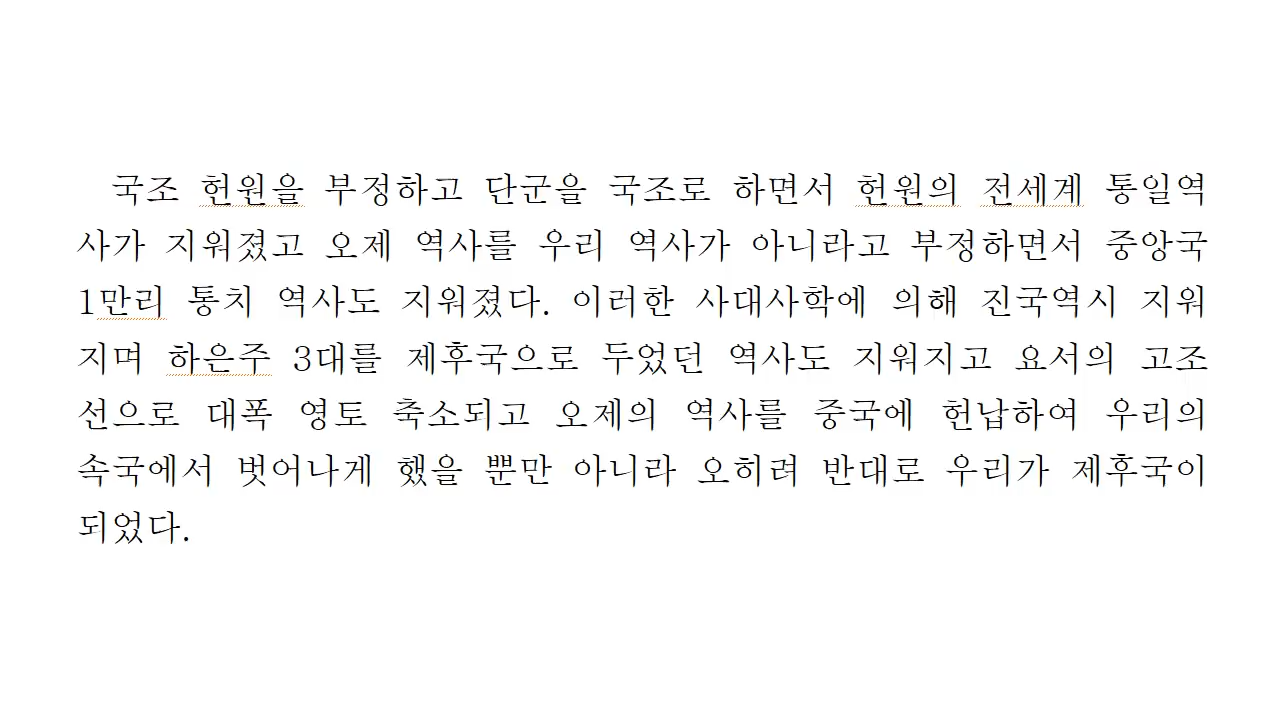 국조 헌원을 부정하고 단군을 국조로 하면서 헌원의 전세계 통일역
사가 지워졌고 오제 역사를 우리 역사가 아니라고 부정하면서 중앙국
1만리 통치 역사도 지워졌다. 이러한 사대사학에 의해 진국역시 지워
지며 하은주 3대를 제후국으로 두었던 역사도 지워지고 요서의 고조
선으로 대폭 영토 축소되고 오제의 역사를 중국에 헌납하여 우리의
속국에서 벗어나게 했을 뿐만 아니라 오히려 반대로 우리가 제후국이
되었다.